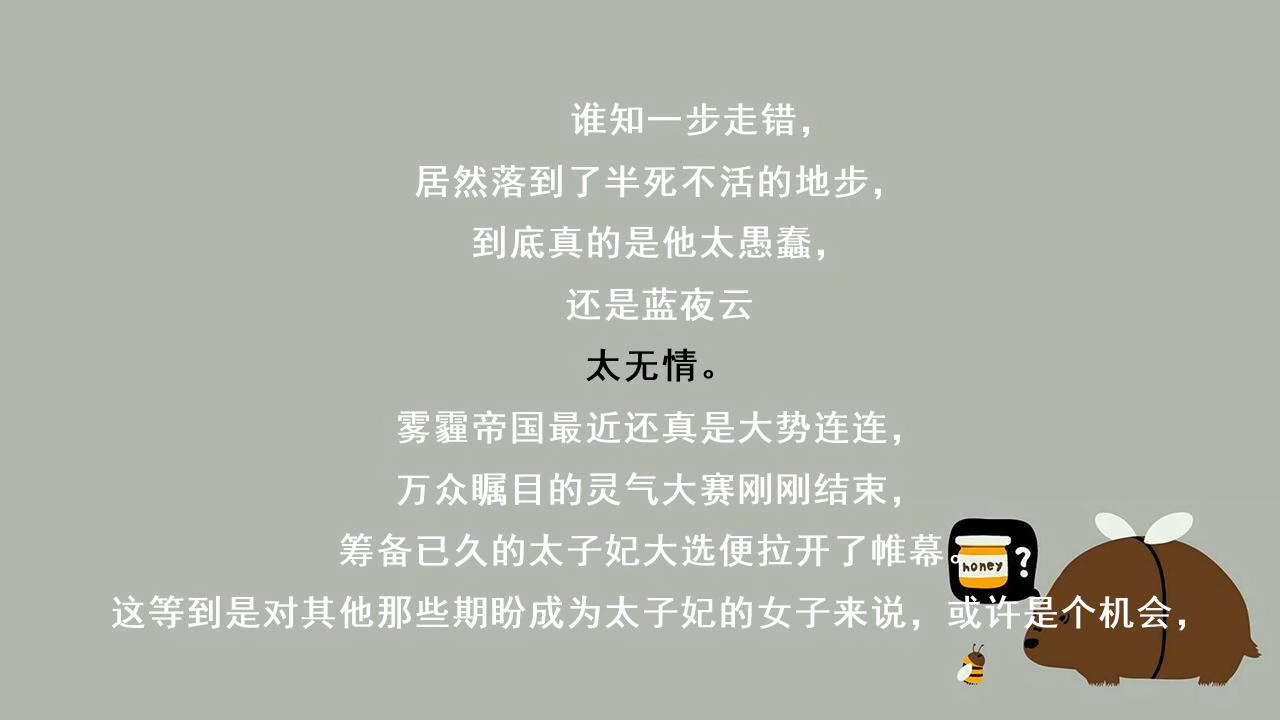 谁知一步走错，
居然落到了半死不活的地步，
到底真的是他太愚蠢，
还是蓝夜云
太无情。
雾霾帝国最近还真是大势连连，
万众瞩目的灵气大赛刚刚结束，
筹备已久的太子妃大选便拉开了帷幕。
honey ?
这等到是对其他那些期盼成为太子妃的女子来说，或许是个机会，